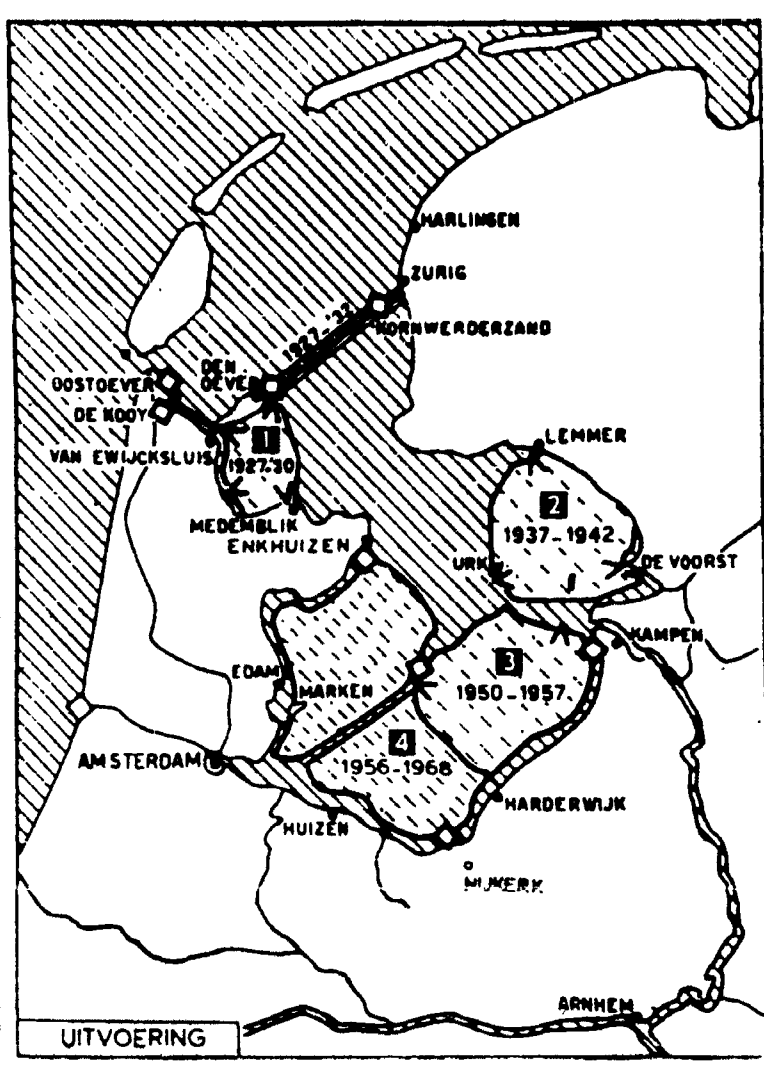 HARLINGEN
ZURIG
1927-'32
KORNWERDERZAND
DEN
OEVER
OOSTOEVER
DE KOOY
VAN EWIJCKSLUIS
1
1927-'30
LEMMER
2
1937-1942
MEDEMBLIK
ENKHUIZEN
URK
DE VOORST
KAMPEN
3
1950-1957
EDAM
MARKEN
4
1956-1968
AMSTERDAM
HARDERWIJK
HUIZEN
NIJKERK
ARNHEM
UITVOERING